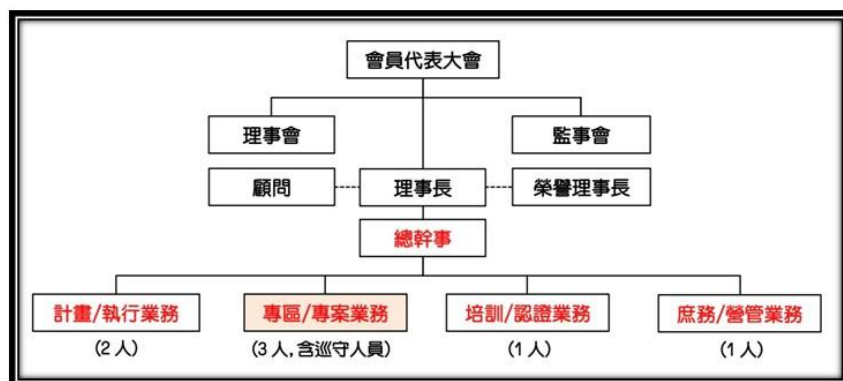 會員代表大會
理事會
監事會
顧問
理事長
榮譽理事長
總幹事
計畫/執行業務
專區/專案業務
培訓/認證業務
庶務/營管業務
(2 人)
(3 人, 含巡守人員)
(1 人)
(1 人)